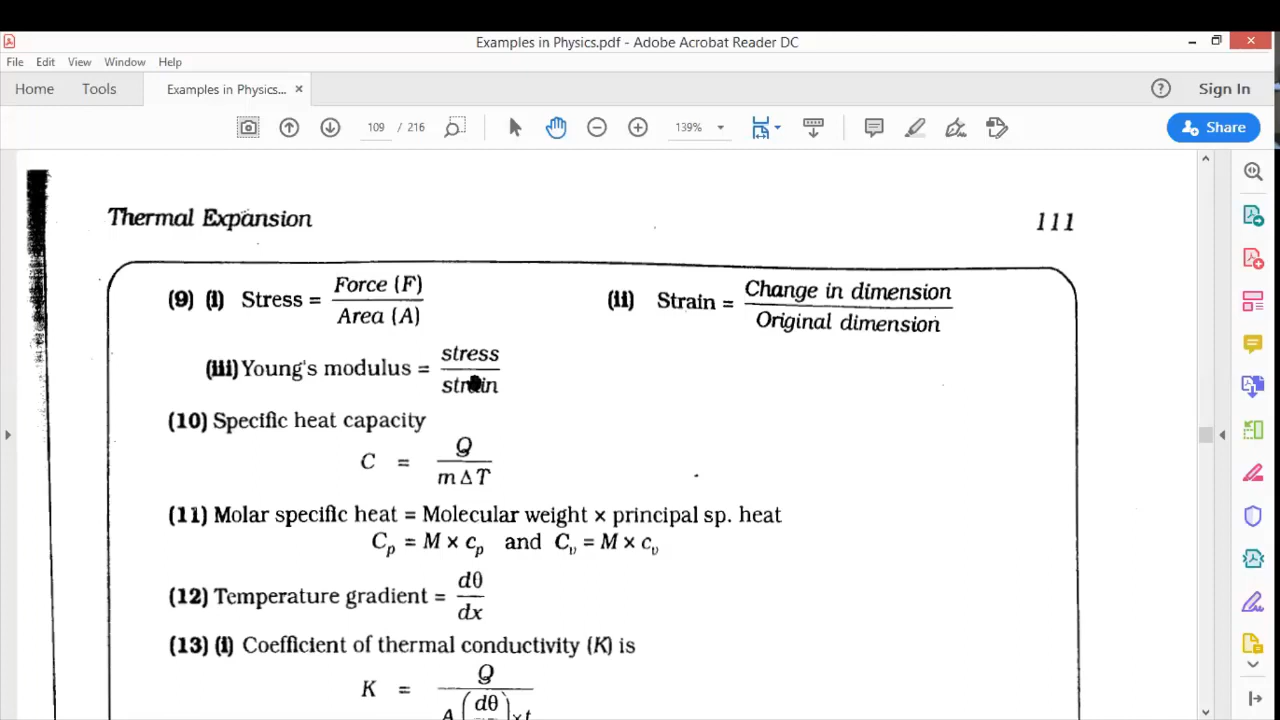 Examples in Physics.pdf - Adobe Acrobat Reader DC
File Edit View Window Help
Home Tools Examples in Physics... × Sign In
109 / 216 139% Share
Thermal Expansion 111
(9) (i) Stress = Force (F) / Area (A) (ii) Strain = Change in dimension / Original dimension
(iii) Young's modulus = stress / strain
(10) Specific heat capacity
C = Q / m Δ T
(11) Molar specific heat = Molecular weight × principal sp. heat
Cp = M × cp and Cv = M × cv
(12) Temperature gradient = dθ / dx
(13) (i) Coefficient of thermal conductivity (K) is
K = Q / A (dθ